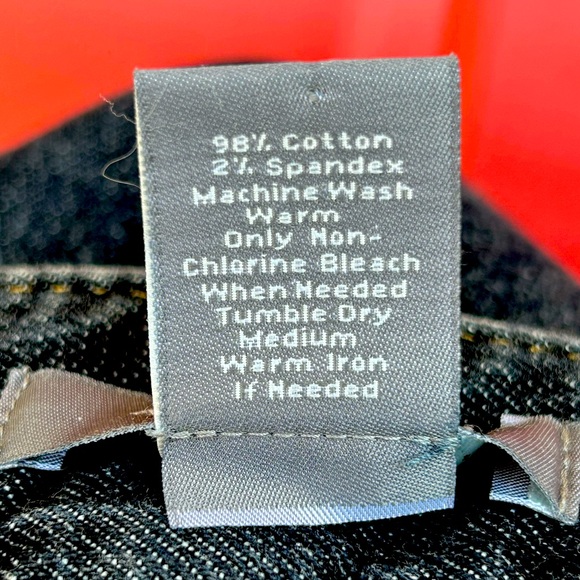 98% Cotton
2% Spandex
Machine Wash
Warm
Only Non-
Chlorine Bleach
When Needed
Tumble Dry
Medium
Warm Iron
If Needed